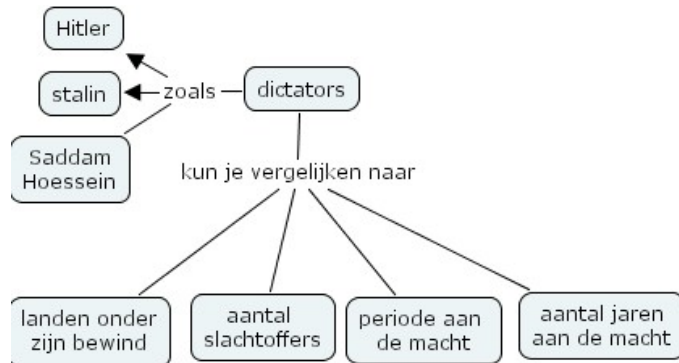 Hitler
stalin
zoals
dictators
Saddam
Hoessein
kun je vergelijken naar
landen onder
zijn bewind
aantal
slachtoffers
periode aan
de macht
aantal jaren
aan de macht